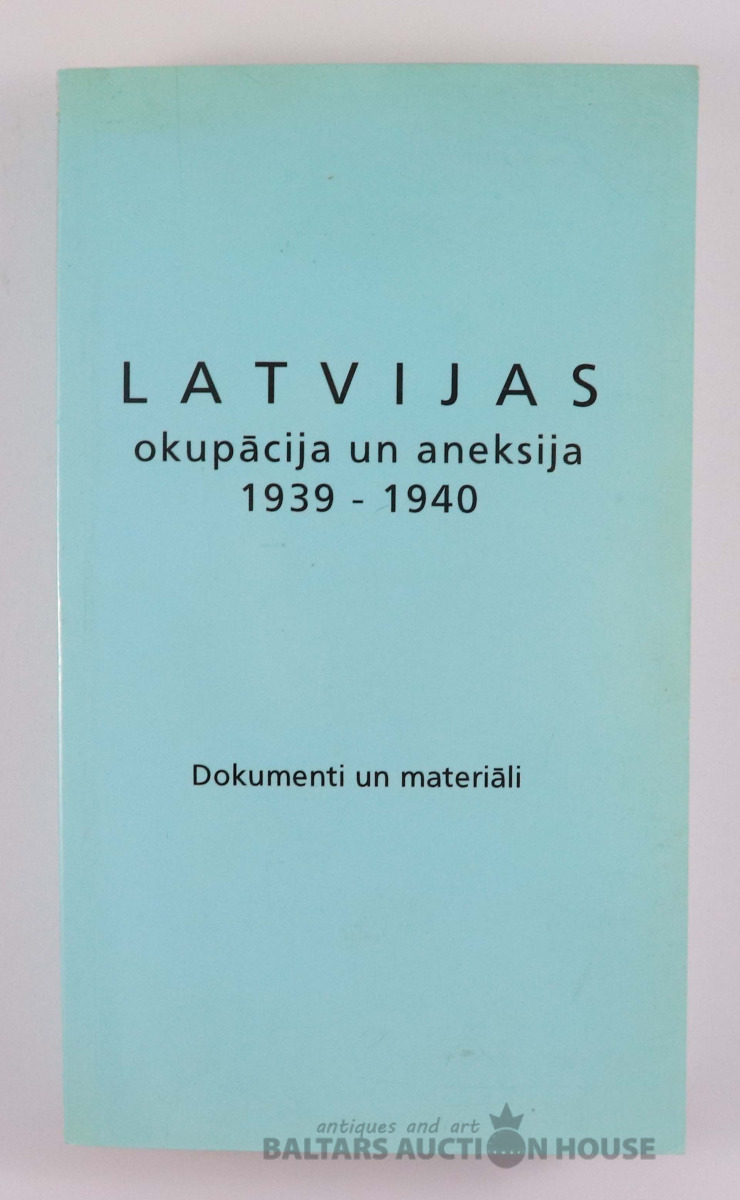 LATVIJAS
okupācija un aneksija
1939 - 1940
Dokumenti un materiāli
antiques and art
BALTARS AUCTION HOUSE